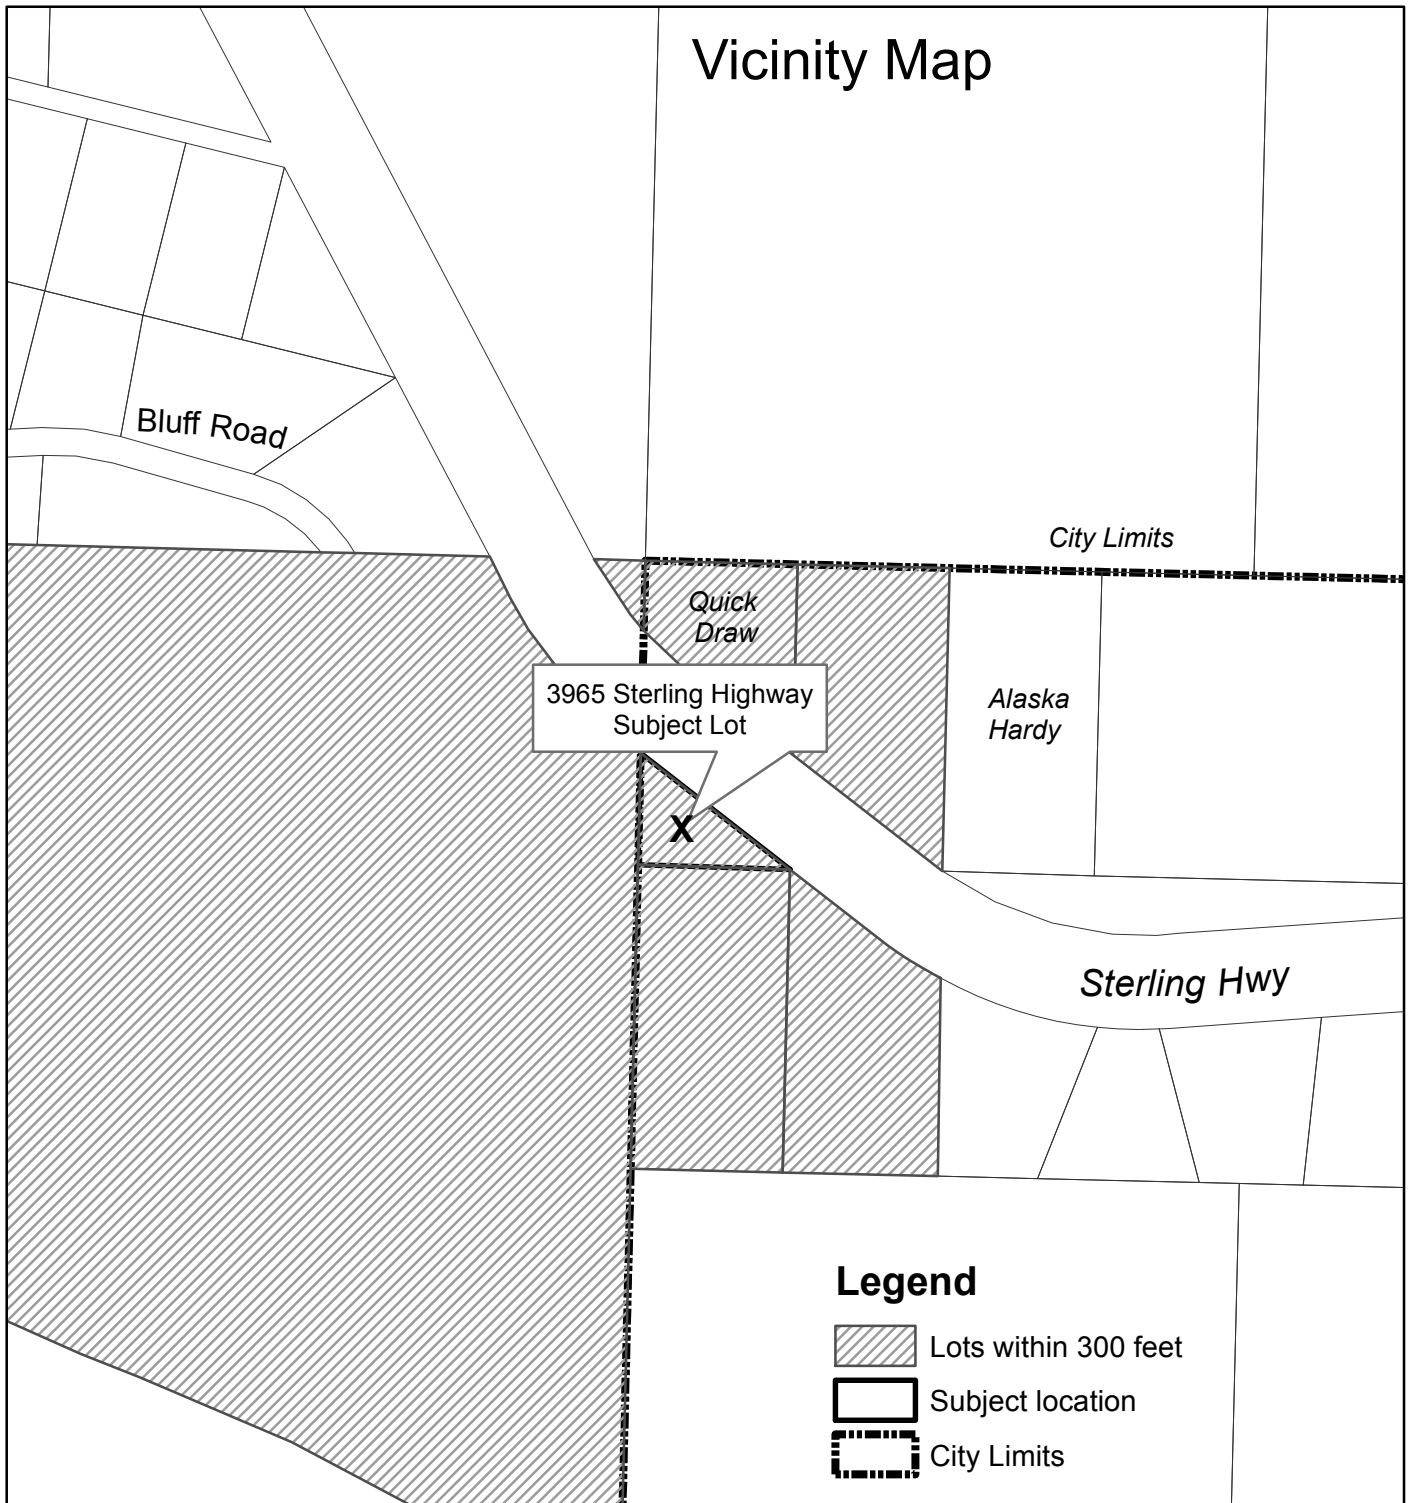 Vicinity Map
Bluff Road
City Limits
Quick
Draw
3965 Sterling Highway
Subject Lot
Alaska
Hardy
X
Sterling Hwy
Legend
Lots within 300 feet
Subject location
City Limits